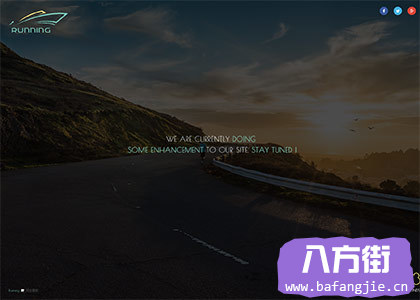 RUNNING
WE ARE CURRENTLY DOING
SOME ENHANCEMENT TO OUR SITE. STAY TUNED !
八方街
www.bafangjie.cn